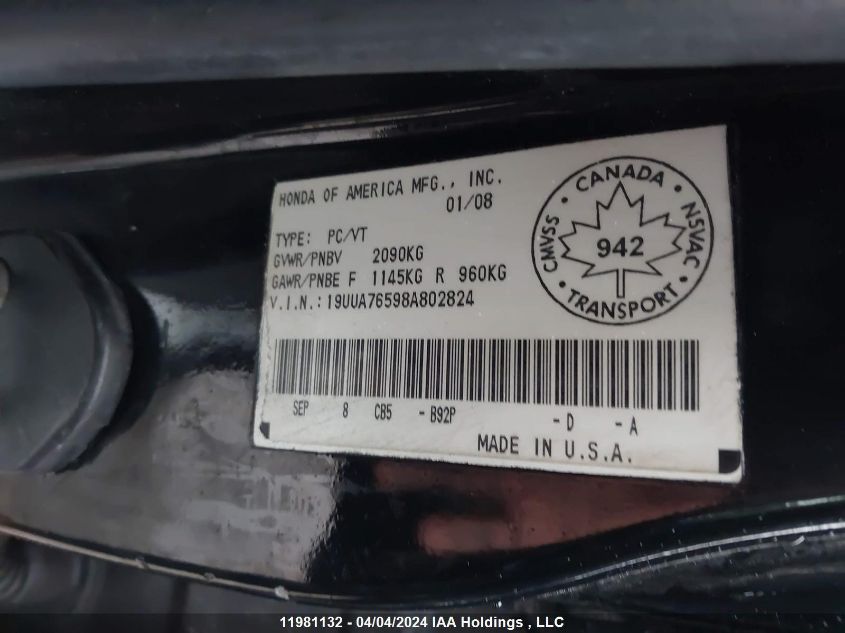 HONDA OF AMERICA MFG., INC.
01/08
TYPE: PC/VT
GVWR/PNBV 2090KG
GAWR/PNBE F 1145KG R 960KG
V.I.N.: 19UUA76598A802824
CANADA
CMVSS • NSVAC
942
TRANSPORT
SEP 8 CB5 - B92P - D - A
MADE IN U.S.A.
11981132 - 04/04/2024 IAA Holdings , LLC